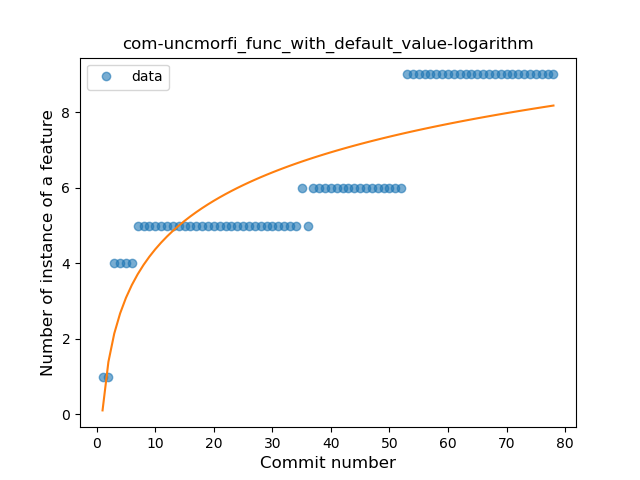 com-uncmorfi_func_with_default_value-logarithm
data
Number of instance of a feature
8
6
4
2
0
0 10 20 30 40 50 60 70 80
Commit number